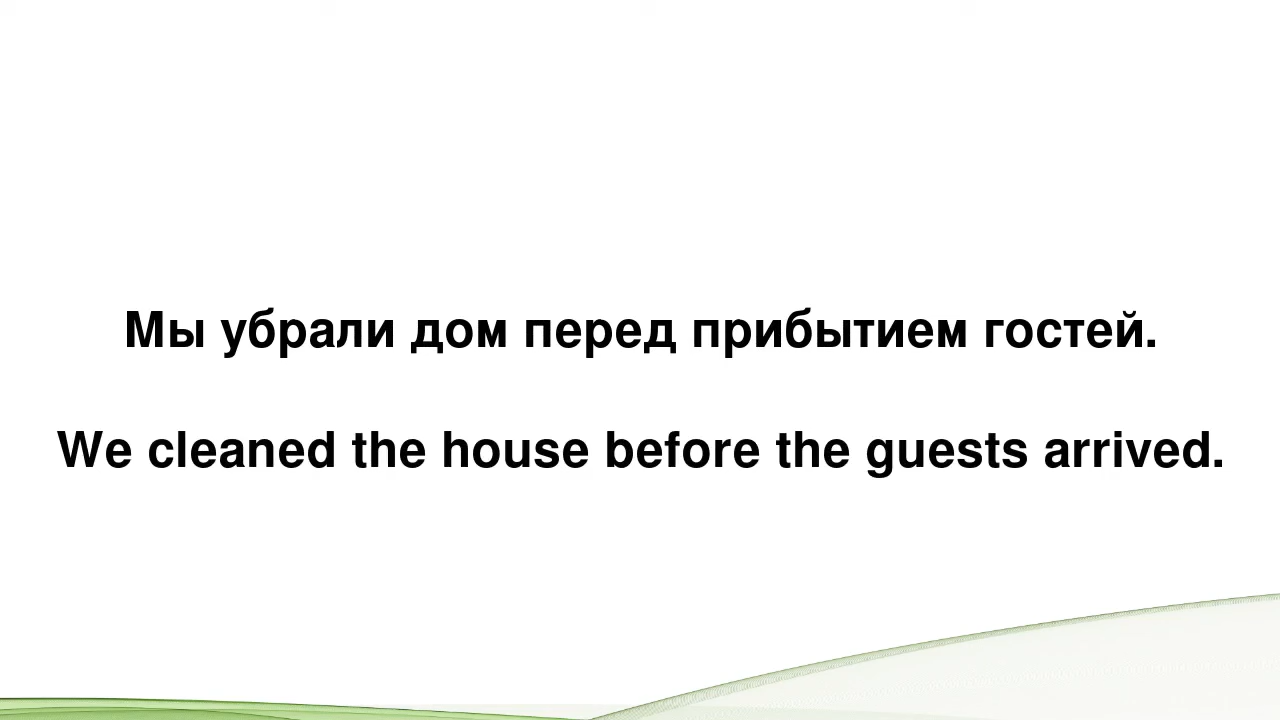 Мы убрали дом перед прибытием гостей.
We cleaned the house before the guests arrived.